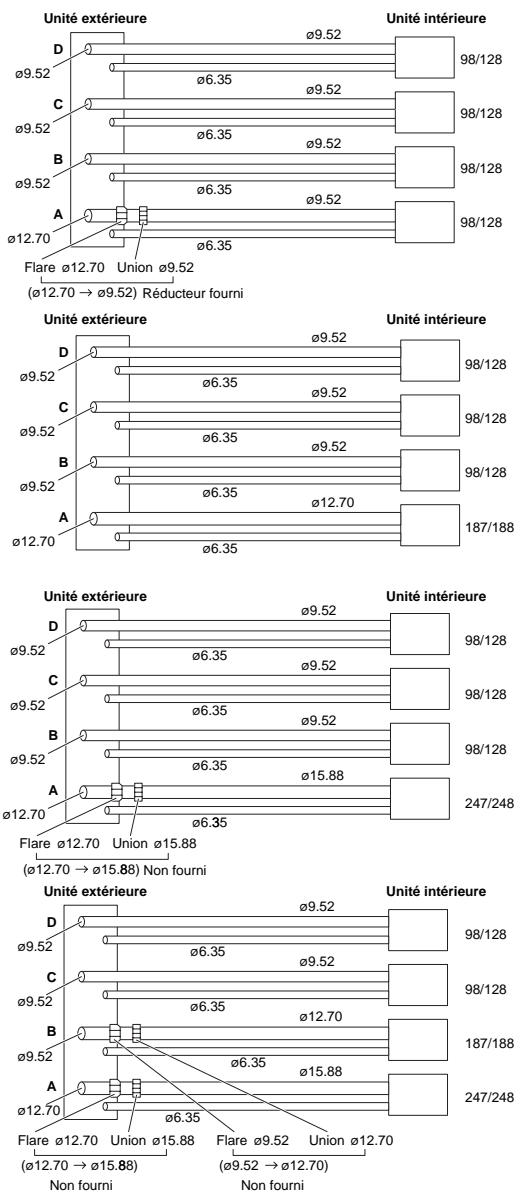 Unité extérieure Unité intérieure
ø9.52
D
98/128
ø9.52
ø6.35
C ø9.52
98/128
ø9.52
ø6.35
B ø9.52
98/128
ø9.52
ø6.35
A ø9.52
98/128
ø12.70
ø6.35
Flare ø12.70 Union ø9.52
(ø12.70 → ø9.52) Réducteur fourni
Unité extérieure Unité intérieure
ø9.52
D
98/128
ø9.52
ø6.35
C ø9.52
98/128
ø9.52
ø6.35
B ø9.52
98/128
ø9.52
ø6.35
A ø12.70
187/188
ø12.70
ø6.35
Unité extérieure Unité intérieure
ø9.52
D
98/128
ø9.52
ø6.35
C ø9.52
98/128
ø9.52
ø6.35
B ø9.52
98/128
ø9.52
ø6.35
A ø15.88
247/248
ø12.70
ø6.35
Flare ø12.70 Union ø15.88
(ø12.70 → ø15.88) Non fourni
Unité extérieure Unité intérieure
ø9.52
D
98/128
ø9.52
ø6.35
C ø9.52
98/128
ø9.52
ø6.35
B ø12.70
187/188
ø9.52
ø6.35
A ø15.88
247/248
ø12.70
ø6.35
Flare ø12.70 Union ø15.88 Flare ø9.52 Union ø12.70
(ø12.70 → ø15.88) (ø9.52 → ø12.70)
Non fourni Non fourni